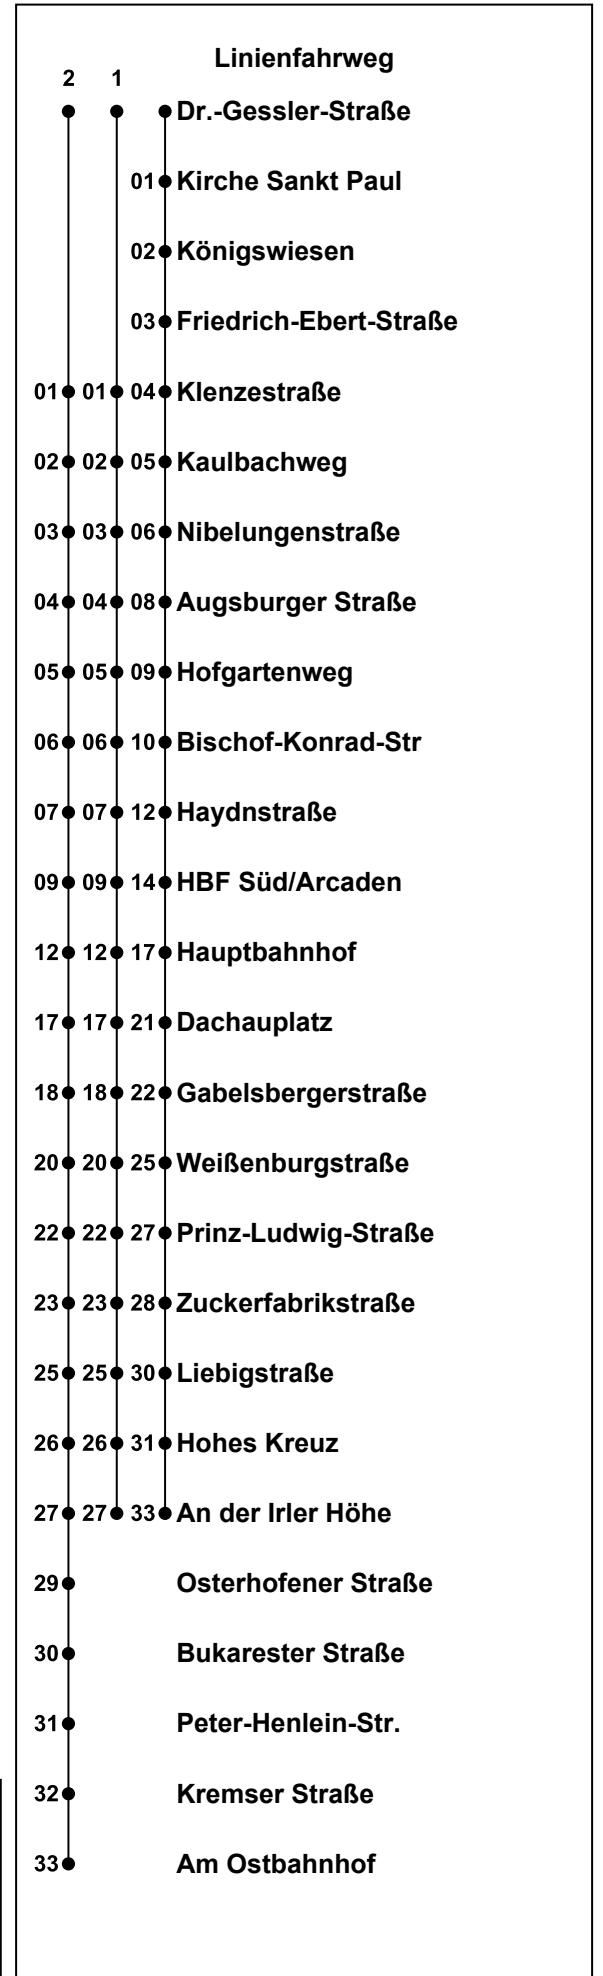 Linienfahrweg
2 1
Dr.-Gessler-Straße
01 Kirche Sankt Paul
02 Königswiesen
03 Friedrich-Ebert-Straße
01 01 04 Klenzestraße
02 02 05 Kaulbachweg
03 03 06 Nibelungenstraße
04 04 08 Augsburger Straße
05 05 09 Hofgartenweg
06 06 10 Bischof-Konrad-Str
07 07 12 Haydnstraße
09 09 14 HBF Süd/Arcaden
12 12 17 Hauptbahnhof
17 17 21 Dachauplatz
18 18 22 Gabelsbergerstraße
20 20 25 Weißenburgstraße
22 22 27 Prinz-Ludwig-Straße
23 23 28 Zuckerfabrikstraße
25 25 30 Liebigstraße
26 26 31 Hohes Kreuz
27 27 33 An der Irler Höhe
29 Osterhofener Straße
30 Bukarester Straße
31 Peter-Henlein-Str.
32 Kremser Straße
33 Am Ostbahnhof